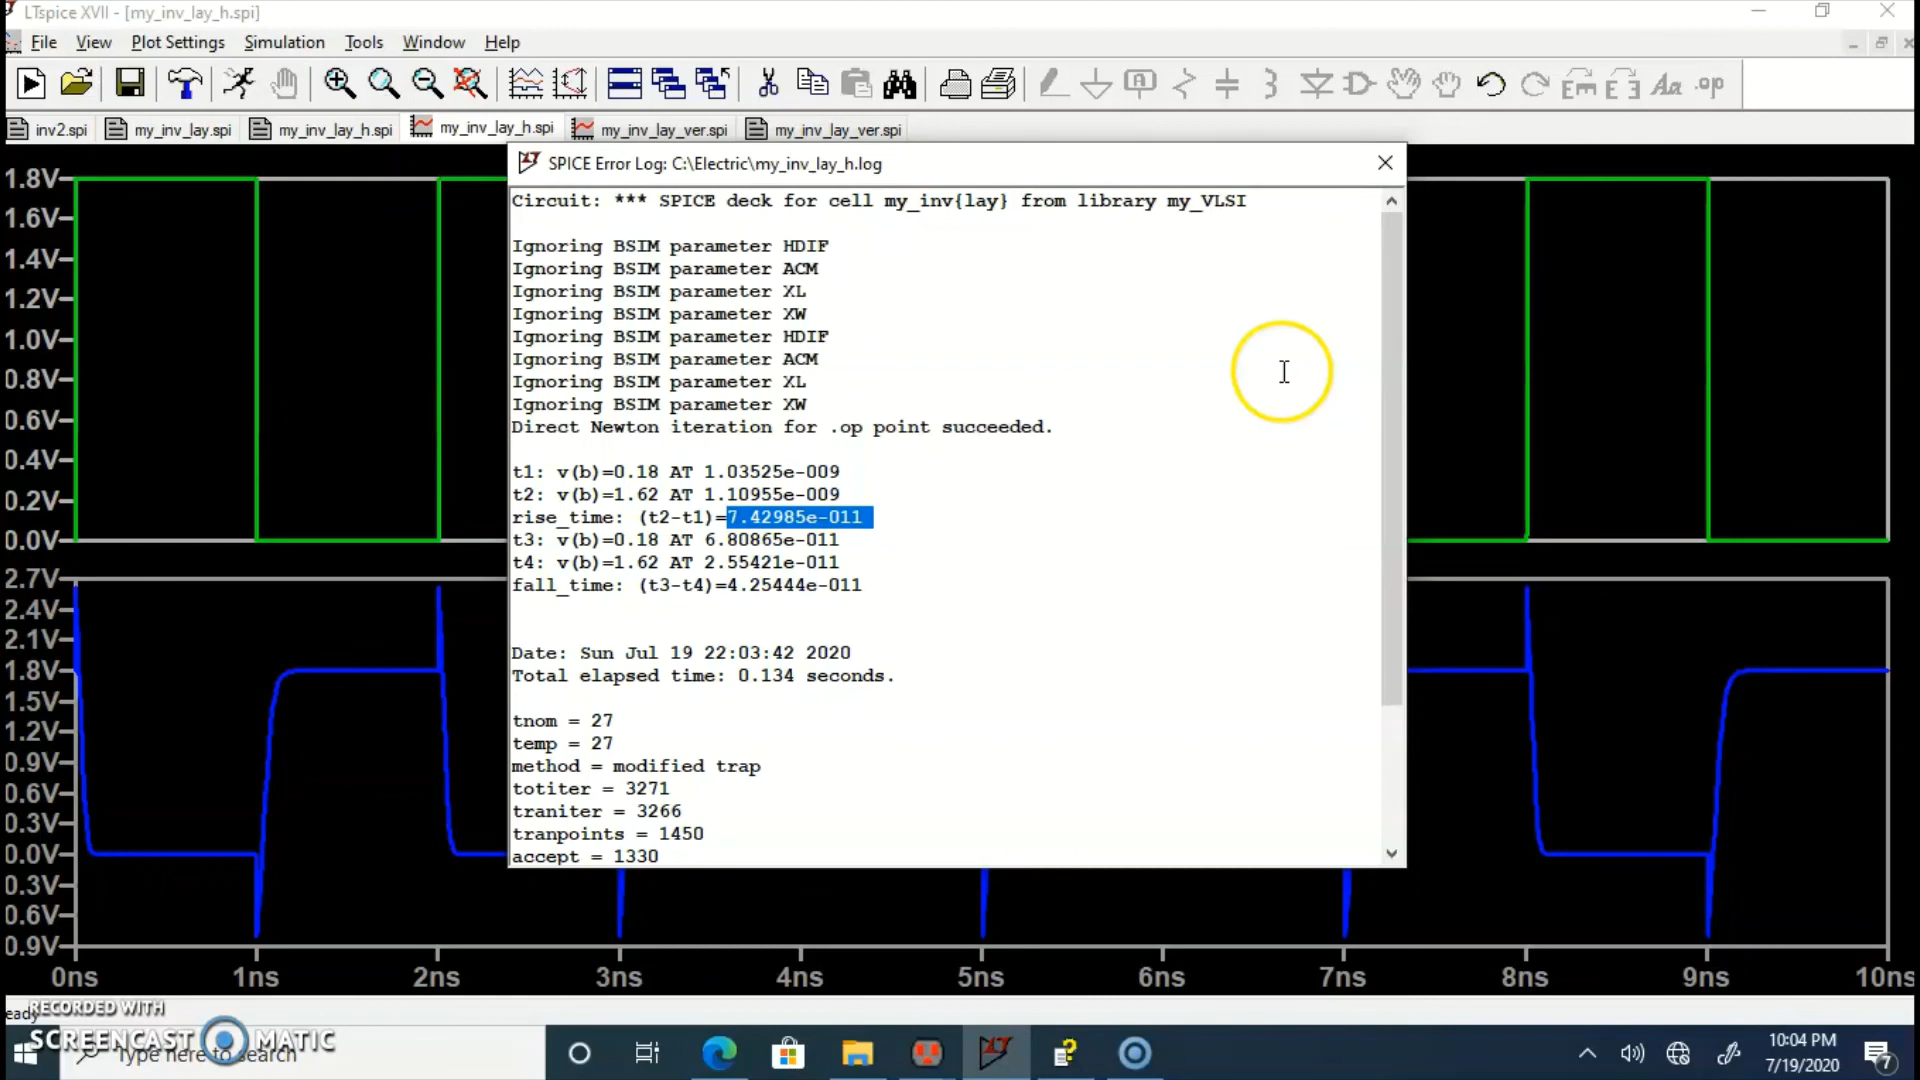 LTspice XVII - [my_inv_lay_h.spi]
File View Plot Settings Simulation Tools Window Help
Aa .op
inv2.spi my_inv_lay.spi my_inv_lay_h.spi my_inv_lay_h.spi my_inv_lay_ver.spi my_inv_lay_ver.spi
SPICE Error Log: C:\Electric\my_inv_lay_h.log
Circuit: *** SPICE deck for cell my_inv{lay} from library my_VLSI
Ignoring BSIM parameter HDIF
Ignoring BSIM parameter ACM
Ignoring BSIM parameter XL
Ignoring BSIM parameter XW
Ignoring BSIM parameter HDIF
Ignoring BSIM parameter ACM
Ignoring BSIM parameter XL
Ignoring BSIM parameter XW
Direct Newton iteration for .op point succeeded.
t1: v(b)=0.18 AT 1.03525e-009
t2: v(b)=1.62 AT 1.10955e-009
rise_time: (t2-t1)=7.42985e-011
t3: v(b)=0.18 AT 6.80865e-011
t4: v(b)=1.62 AT 2.55421e-011
fall_time: (t3-t4)=4.25444e-011
Date: Sun Jul 19 22:03:42 2020
Total elapsed time: 0.134 seconds.
tnom = 27
temp = 27
method = modified trap
totiter = 3271
traniter = 3266
tranpoints = 1450
accept = 1330
1.8V
1.6V
1.4V
1.2V
1.0V
0.8V
0.6V
0.4V
0.2V
0.0V
2.7V
2.4V
2.1V
1.8V
1.5V
1.2V
0.9V
0.6V
0.3V
0.0V
0.3V
0.6V
0.9V
0ns 1ns 2ns 3ns 4ns 5ns 6ns 7ns 8ns 9ns 10ns
eady
RECORDED WITH
SCREENCAST MATIC
Type here to search
10:04 PM
7/19/2020
7